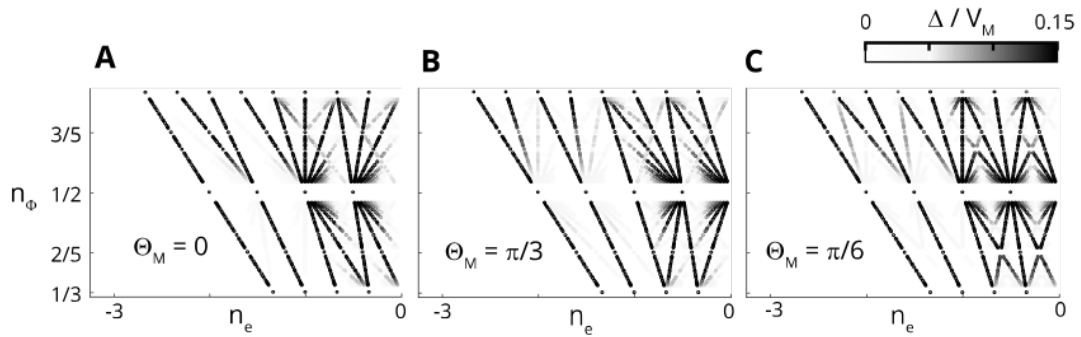 0 Δ / V_M 0.15
A B C
n_Φ
3/5
1/2
2/5
1/3
Θ_M = 0
Θ_M = π/3
Θ_M = π/6
-3 n_e 0
-3 n_e 0
-3 n_e 0